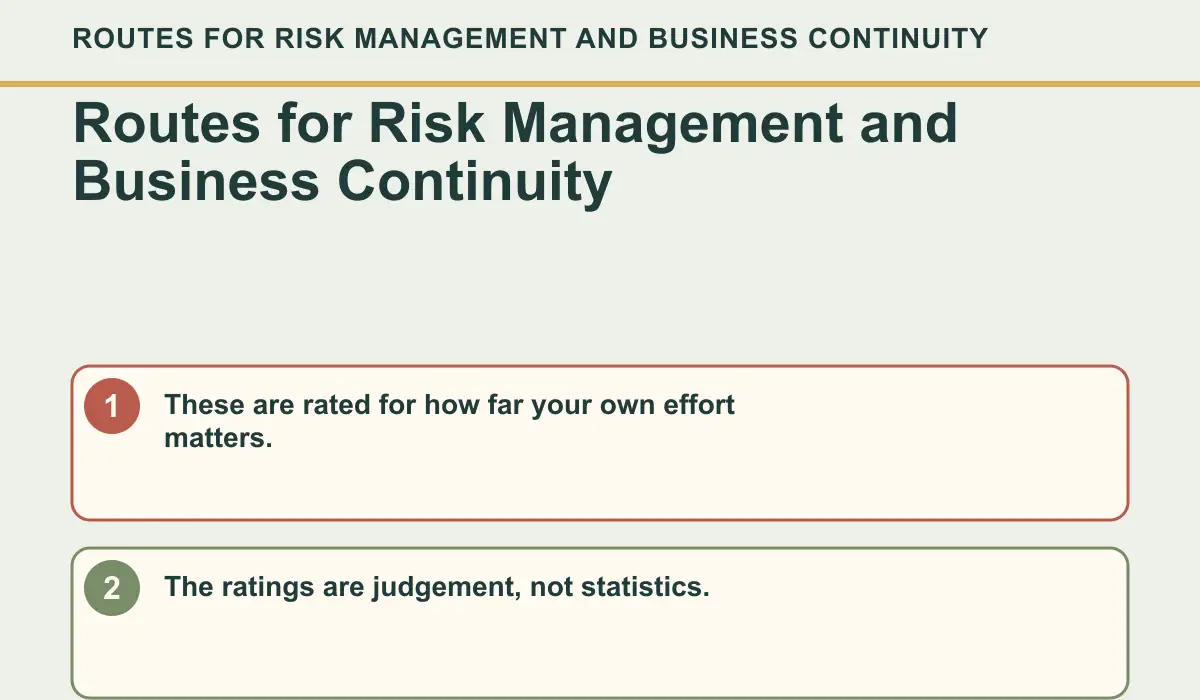 ROUTES FOR RISK MANAGEMENT AND BUSINESS CONTINUITY
Routes for Risk Management and
Business Continuity
1
These are rated for how far your own effort
matters.
2
The ratings are judgement, not statistics.